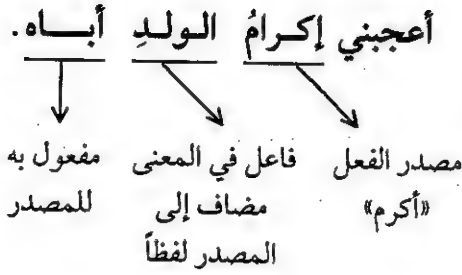 أعجبني إكرامُ الولدِ أباه.
مصدر الفعل فاعل في المعنى مفعول به
«أكرم» مضاف إلى للمصدر
المصدر لفظاً